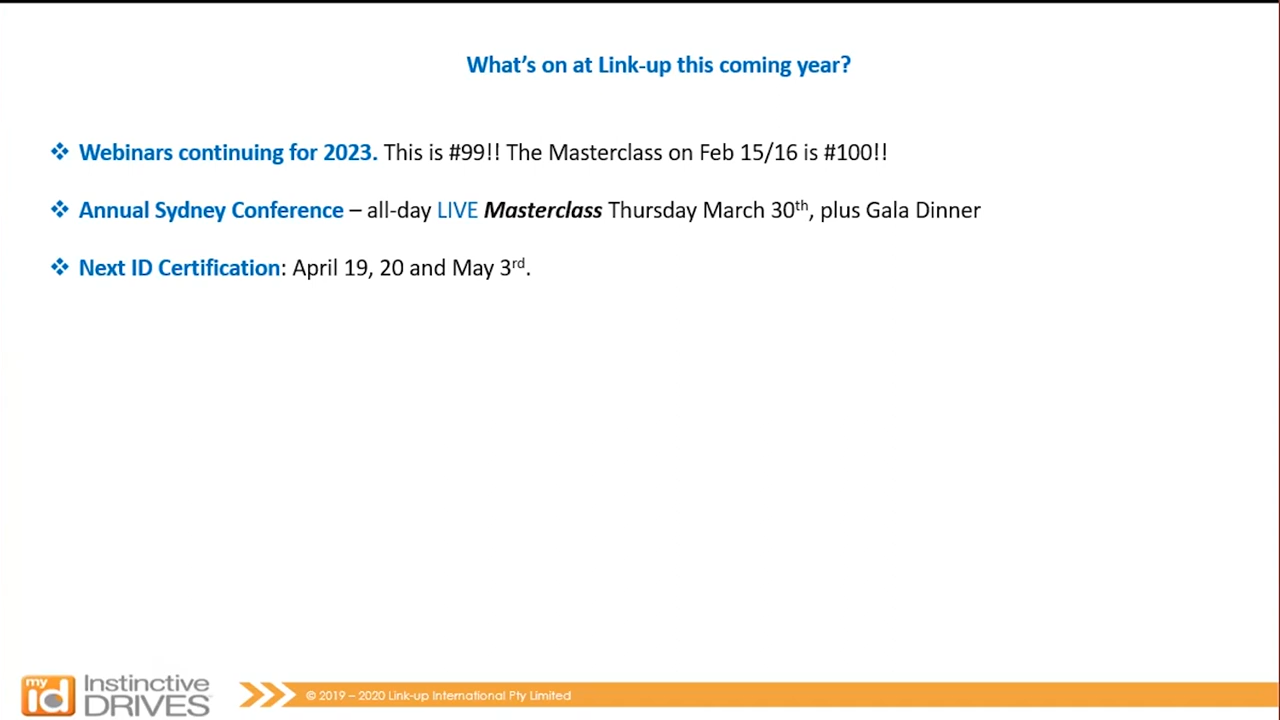 What's on at Link-up this coming year?
❖ Webinars continuing for 2023. This is #99!! The Masterclass on Feb 15/16 is #100!!
❖ Annual Sydney Conference – all-day LIVE Masterclass Thursday March 30th, plus Gala Dinner
❖ Next ID Certification: April 19, 20 and May 3rd.
my
id
Instinctive
DRIVES
© 2019 – 2020 Link-up International Pty Limited